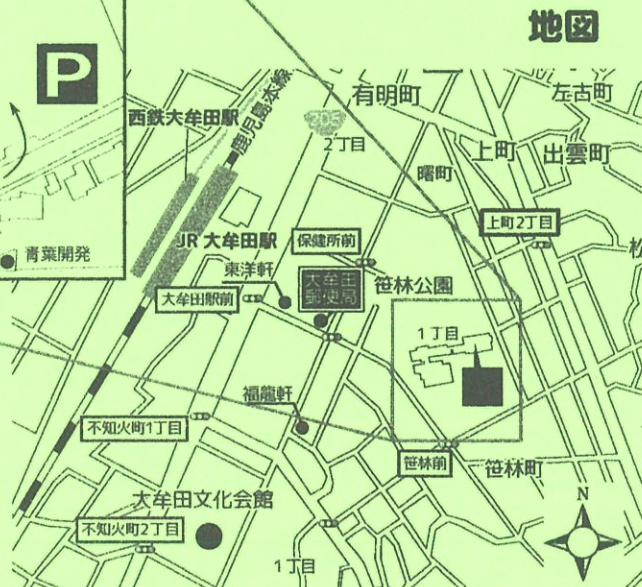 地図
P
青葉開発
西鉄大牟田駅
鹿児島本線
208
2丁目
有明町
左古町
曙町
上町
出雲町
上町2丁目
松
JR 大牟田駅
保健所前
東洋軒
大牟田郵便局
笹林公園
大牟田駅前
1丁目
福龍軒
不知火町1丁目
笹林前
笹林町
大牟田文化会館
不知火町2丁目
1丁目
N